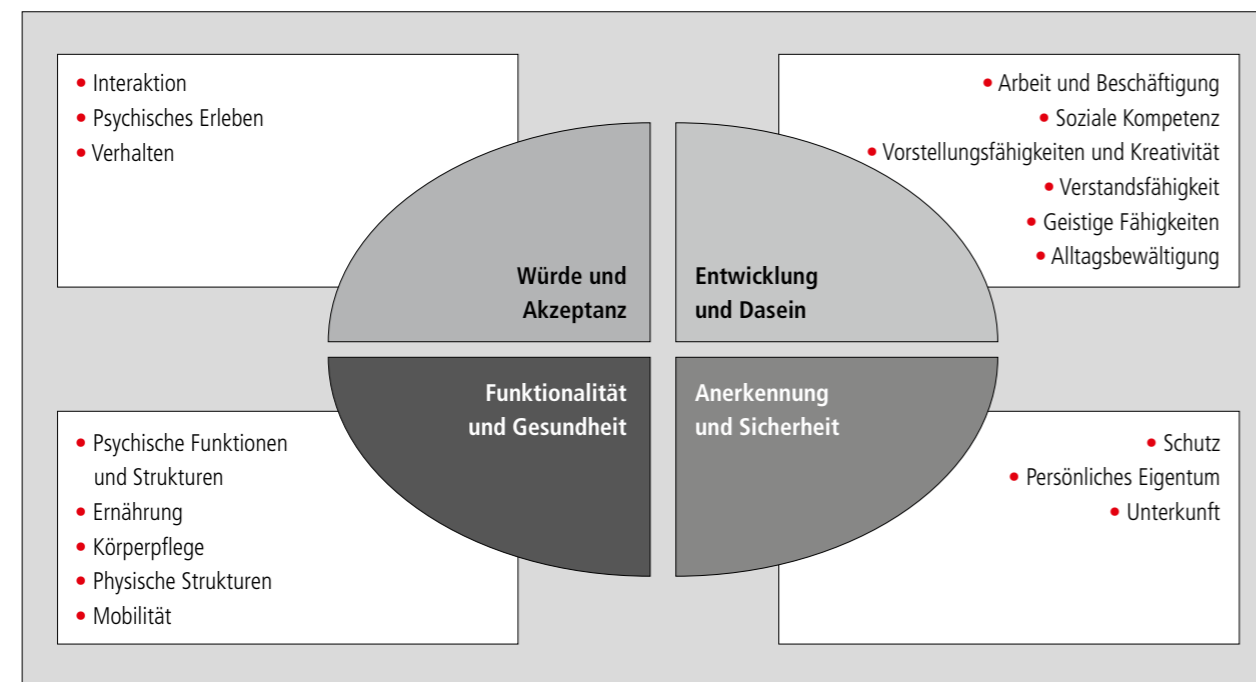 • Interaktion
• Psychisches Erleben
• Verhalten
• Arbeit und Beschäftigung
• Soziale Kompetenz
• Vorstellungsfähigkeiten und Kreativität
• Verstandsfähigkeit
• Geistige Fähigkeiten
• Alltagsbewältigung
Würde und
Akzeptanz
Entwicklung
und Dasein
Funktionalität
und Gesundheit
Anerkennung
und Sicherheit
• Psychische Funktionen
und Strukturen
• Ernährung
• Körperpflege
• Physische Strukturen
• Mobilität
• Schutz
• Persönliches Eigentum
• Unterkunft